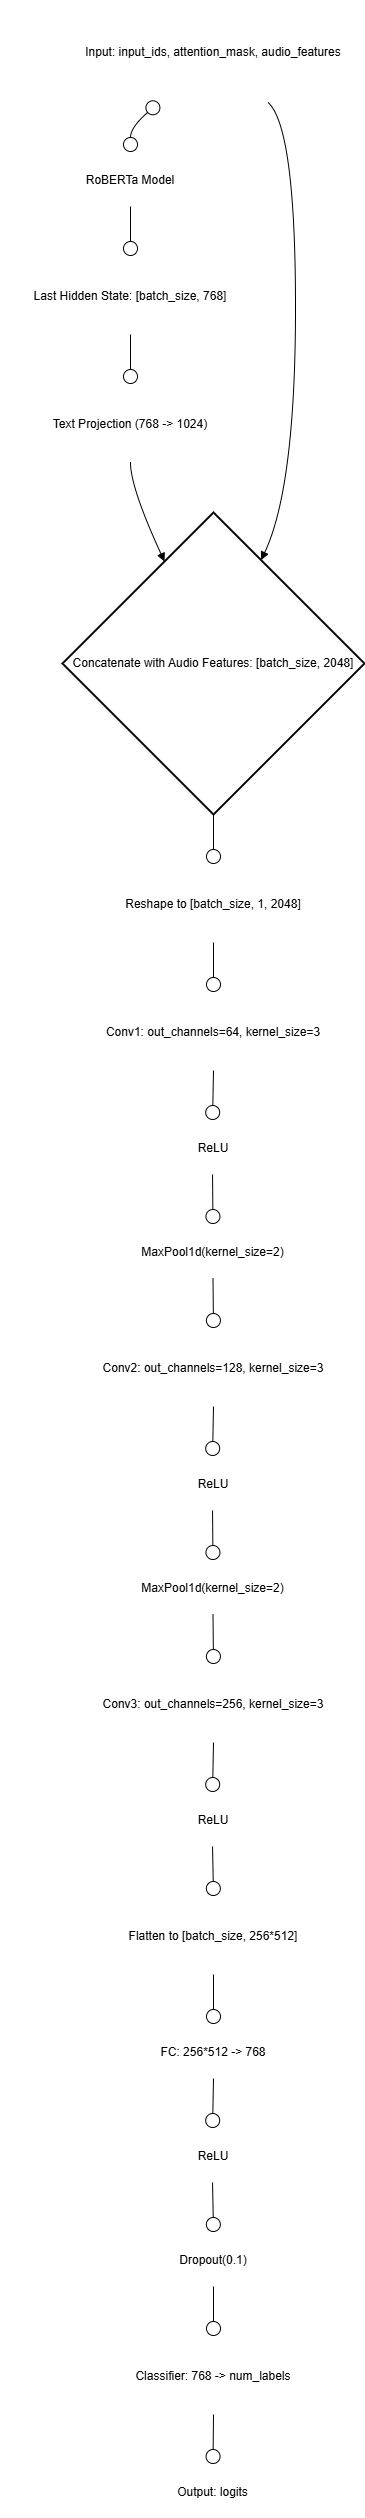 Input: input_ids, attention_mask, audio_features
RoBERTa Model
Last Hidden State: [batch_size, 768]
Text Projection (768 -> 1024)
Concatenate with Audio Features: [batch_size, 2048]
Reshape to [batch_size, 1, 2048]
Conv1: out_channels=64, kernel_size=3
ReLU
MaxPool1d(kernel_size=2)
Conv2: out_channels=128, kernel_size=3
ReLU
MaxPool1d(kernel_size=2)
Conv3: out_channels=256, kernel_size=3
ReLU
Flatten to [batch_size, 256*512]
FC: 256*512 -> 768
ReLU
Dropout(0.1)
Classifier: 768 -> num_labels
Output: logits